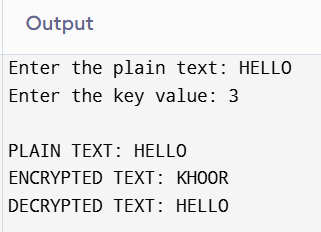 Output
Enter the plain text: HELLO
Enter the key value: 3
PLAIN TEXT: HELLO
ENCRYPTED TEXT: KHOOR
DECRYPTED TEXT: HELLO